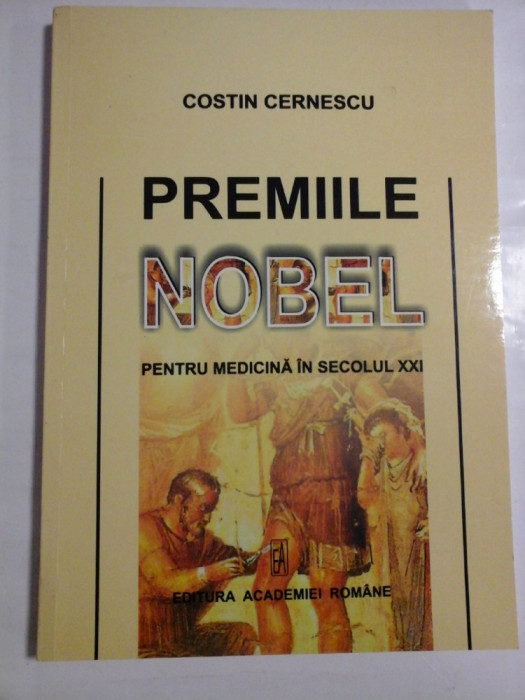 COSTIN CERNESCU
PREMIILE
NOBEL
PENTRU MEDICINĂ ÎN SECOLUL XXI
EA
EDITURA ACADEMIEI ROMÂNE